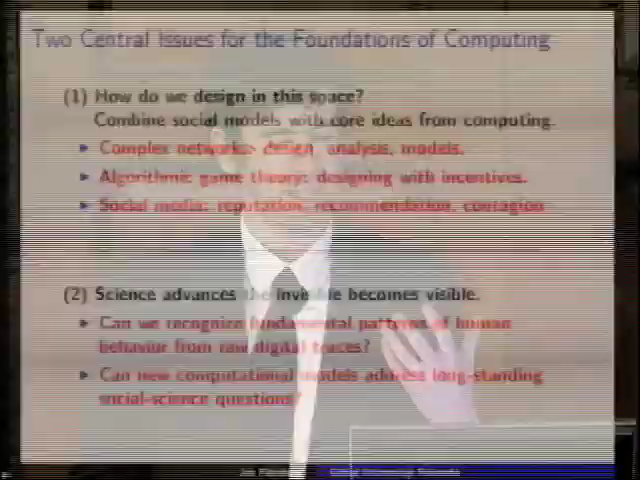 Two Central Issues for the Foundations of Computing
(1) How do we design in this space?
Combine social models with core ideas from computing.
▸ Complex networks: design, analysis, models.
▸ Algorithmic game theory: designing with incentives.
▸ Social media: reputation, recommendation, contagion
(2) Science advances the invisible becomes visible.
▸ Can we recognize fundamental patterns of human
behavior from raw digital traces?
▸ Can new computational models address long-standing
social-science questions?